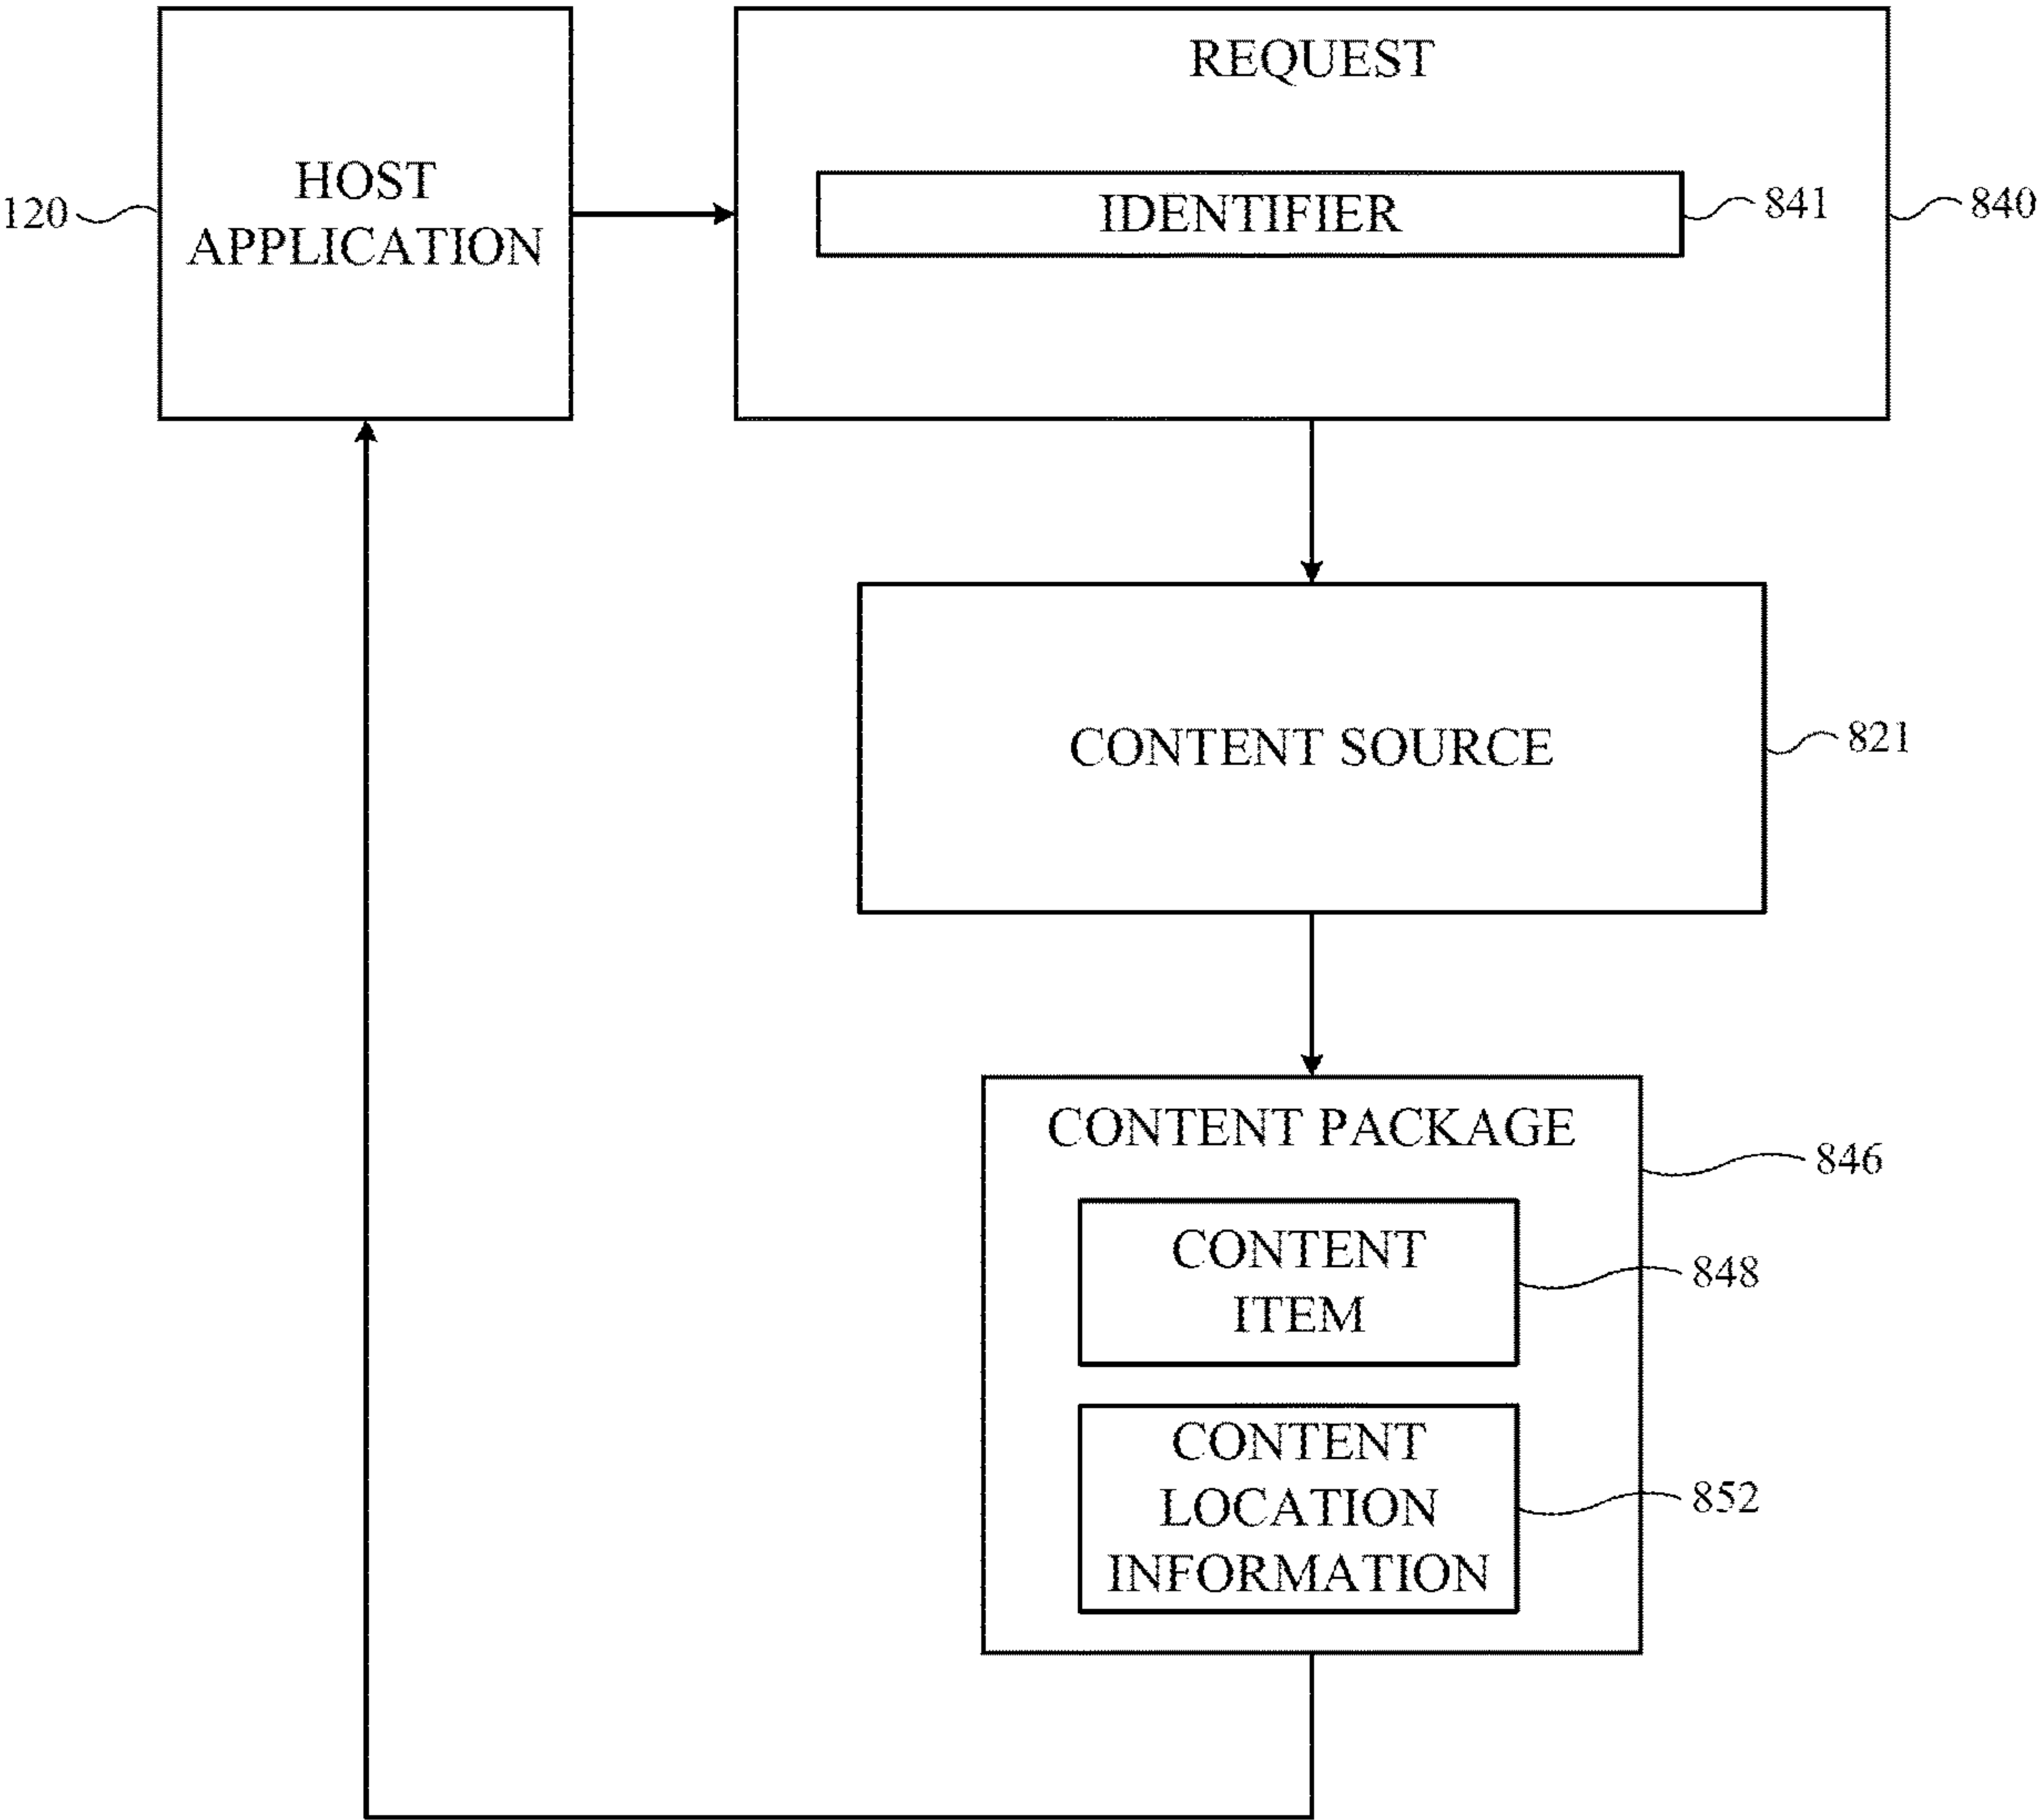 REQUEST
HOST
APPLICATION
120
IDENTIFIER
841
840
CONTENT SOURCE
821
CONTENT PACKAGE
846
CONTENT
ITEM
848
CONTENT
LOCATION
INFORMATION
852